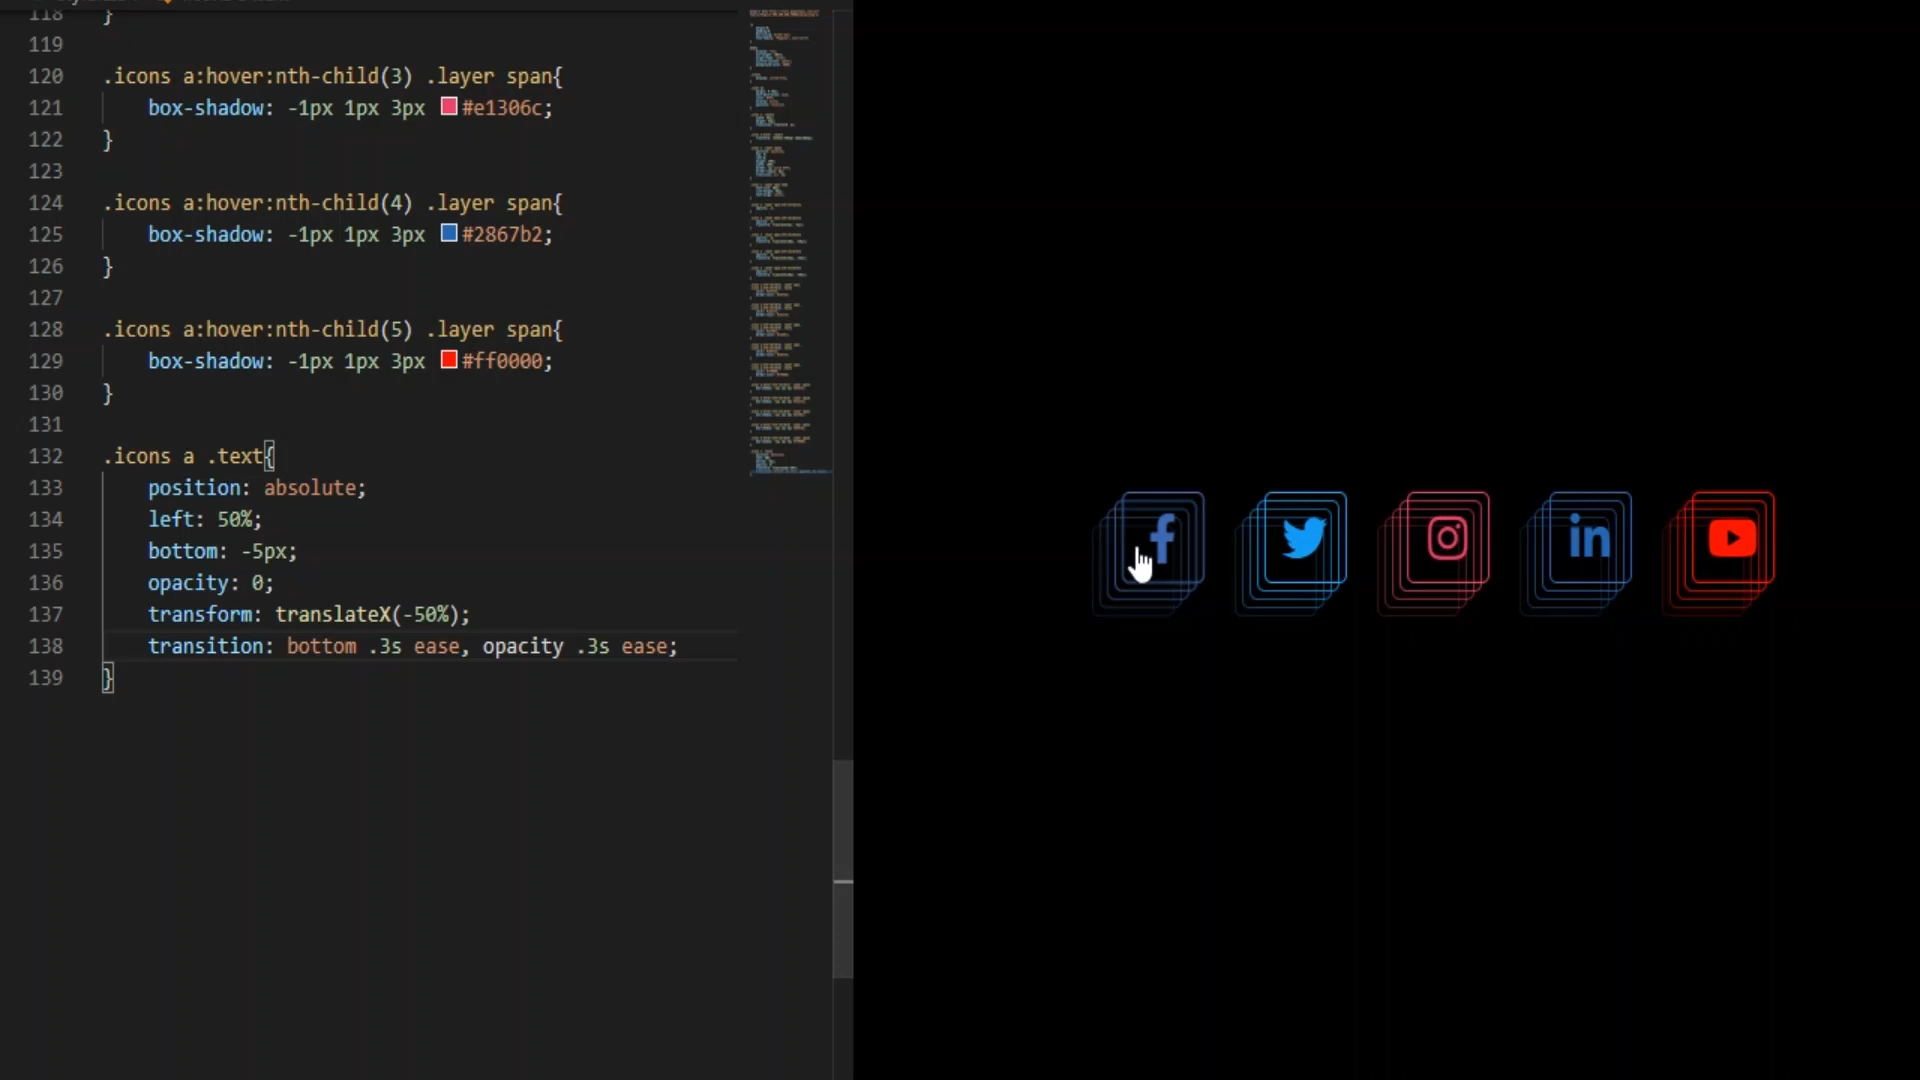 118 }
119
120 .icons a:hover:nth-child(3) .layer span{
121 box-shadow: -1px 1px 3px #e1306c;
122 }
123
124 .icons a:hover:nth-child(4) .layer span{
125 box-shadow: -1px 1px 3px #2867b2;
126 }
127
128 .icons a:hover:nth-child(5) .layer span{
129 box-shadow: -1px 1px 3px #ff0000;
130 }
131
132 .icons a .text{
133 position: absolute;
134 left: 50%;
135 bottom: -5px;
136 opacity: 0;
137 transform: translateX(-50%);
138 transition: bottom .3s ease, opacity .3s ease;
139 }
f
in